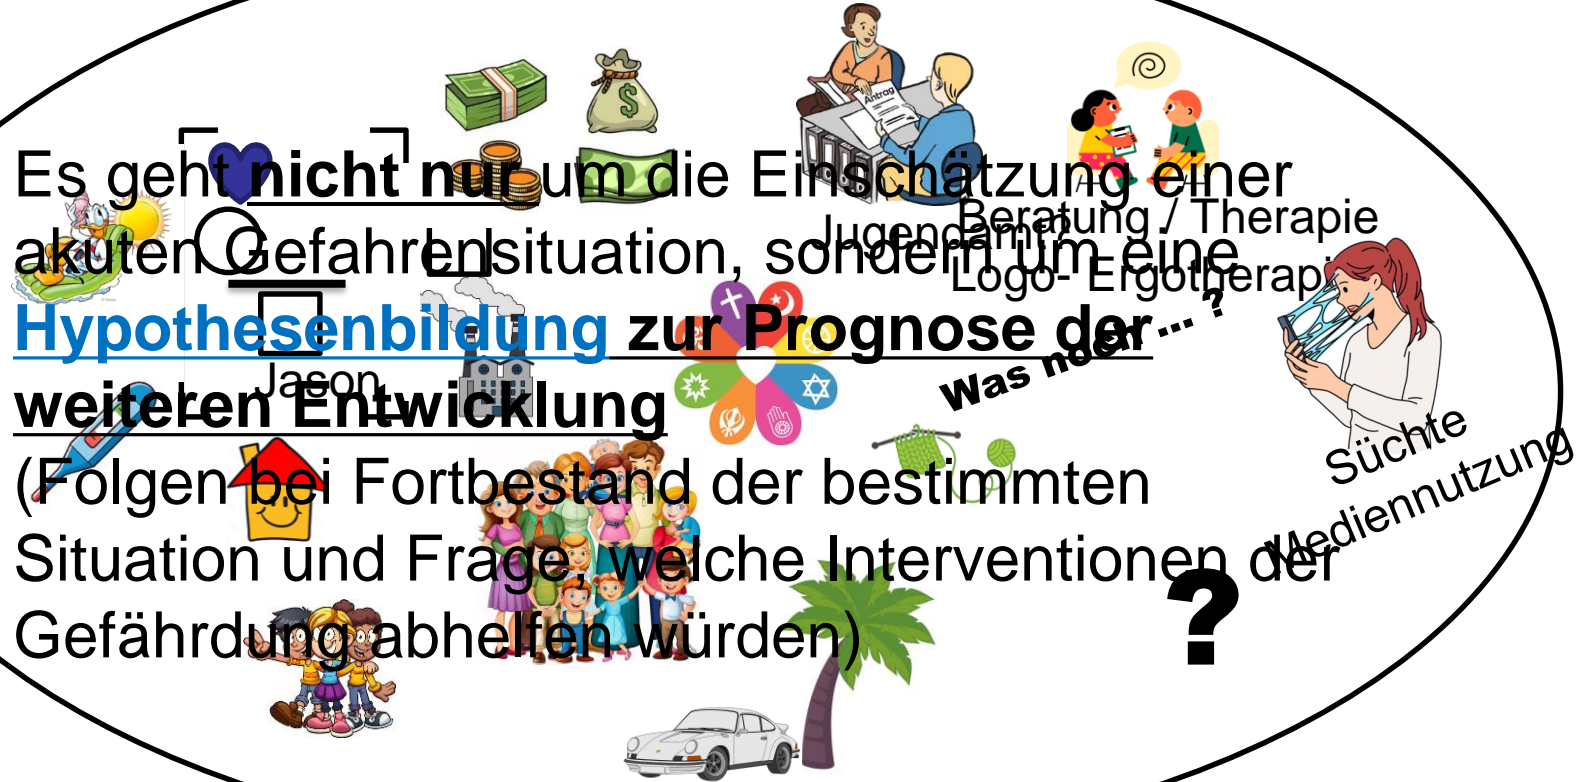 Es geht nicht nur um die Einschätzung einer
akuten Gefahrensituation, sondern um eine
Hypothesenbildung zur Prognose der
weiteren Entwicklung
(Folgen bei Fortbestand der bestimmten
Situation und Frage, welche Interventionen der
Gefährdung abhelfen würden)
Antrag
Jugendamt?
Beratung / Therapie
Logo- Ergotherapie
Was noch ... ?
Jason
Süchte
Mediennutzung
?